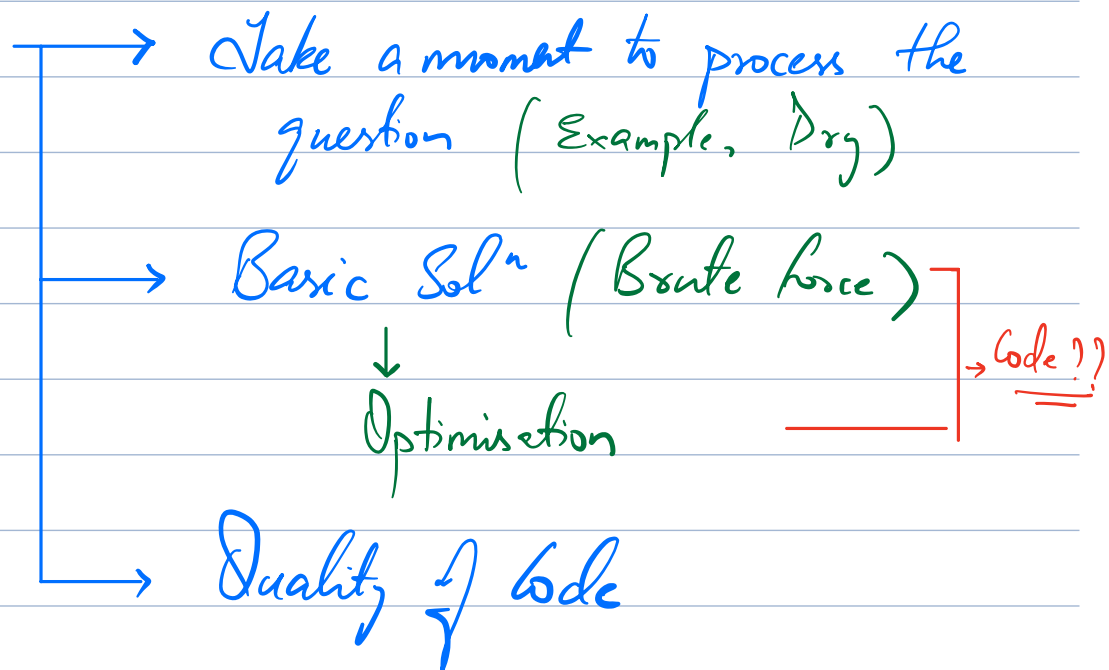 Take a moment to process the
question (Example, Dry)
Basic Solⁿ (Brute force)
Code??
Optimisation
Quality of Code